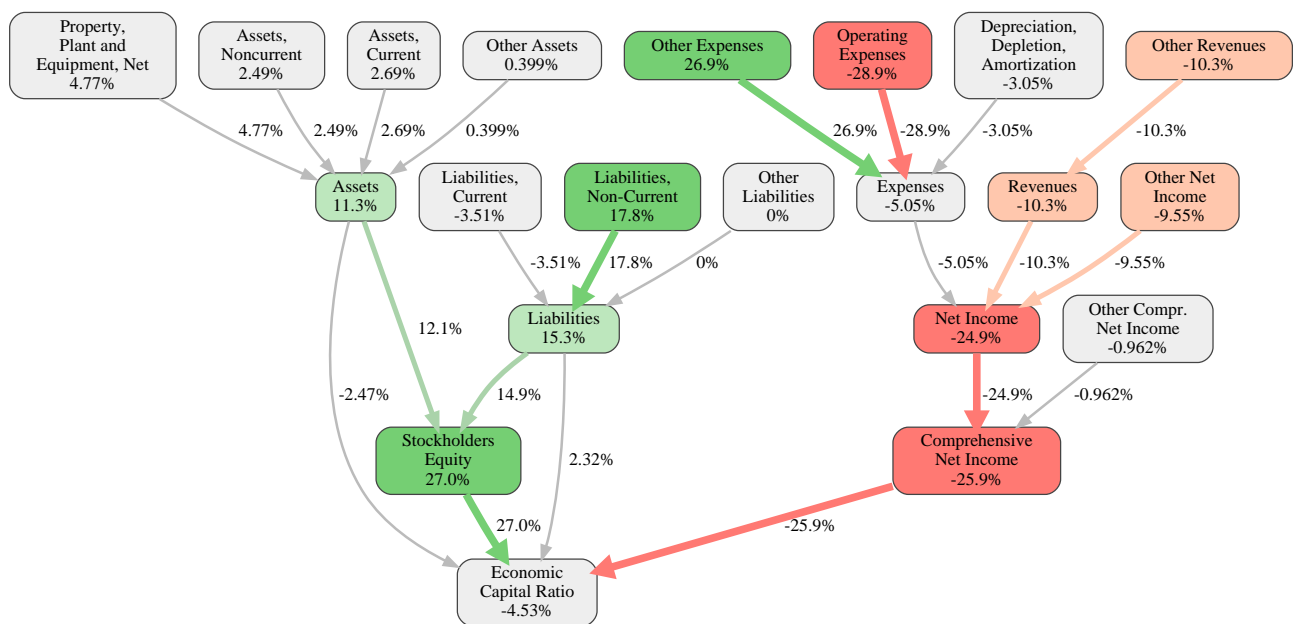 Property,
Plant and
Equipment, Net
4.77%
Assets,
Noncurrent
2.49%
Assets,
Current
2.69%
Other Assets
0.399%
Other Expenses
26.9%
Operating
Expenses
-28.9%
Depreciation,
Depletion,
Amortization
-3.05%
Other Revenues
-10.3%
4.77%
2.49%
2.69%
0.399%
26.9%
-28.9%
-3.05%
-10.3%
Assets
11.3%
Liabilities,
Current
-3.51%
Liabilities,
Non-Current
17.8%
Other
Liabilities
0%
Expenses
-5.05%
Revenues
-10.3%
Other Net
Income
-9.55%
-3.51%
17.8%
0%
-5.05%
-10.3%
-9.55%
12.1%
Liabilities
15.3%
Net Income
-24.9%
Other Compr.
Net Income
-0.962%
-2.47%
14.9%
-24.9%
-0.962%
Stockholders
Equity
27.0%
2.32%
Comprehensive
Net Income
-25.9%
27.0%
-25.9%
Economic
Capital Ratio
-4.53%